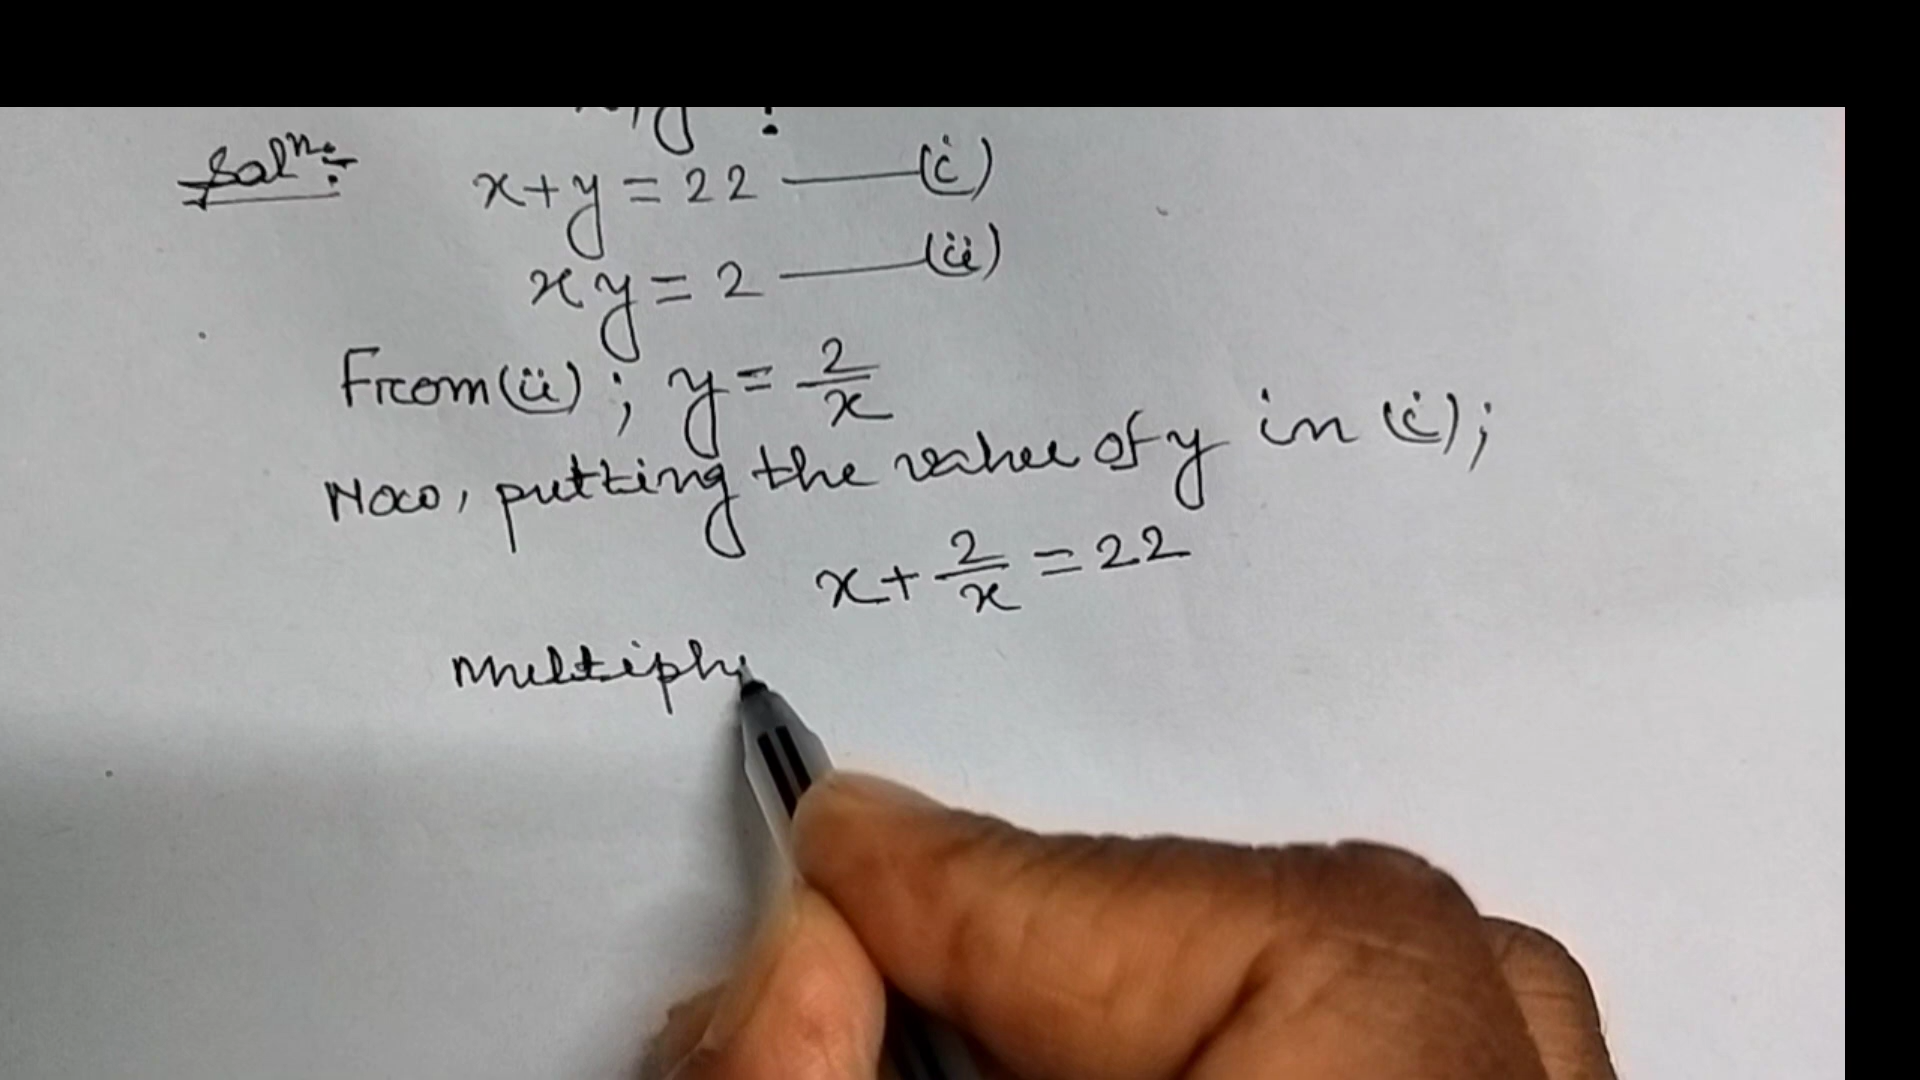 x,y ?
Solⁿ:-
x+y = 22 ——(i)
xy = 2 ——(ii)
From (ii); y = 2/x
Now, putting the value of y in (i);
x + 2/x = 22
Multiply